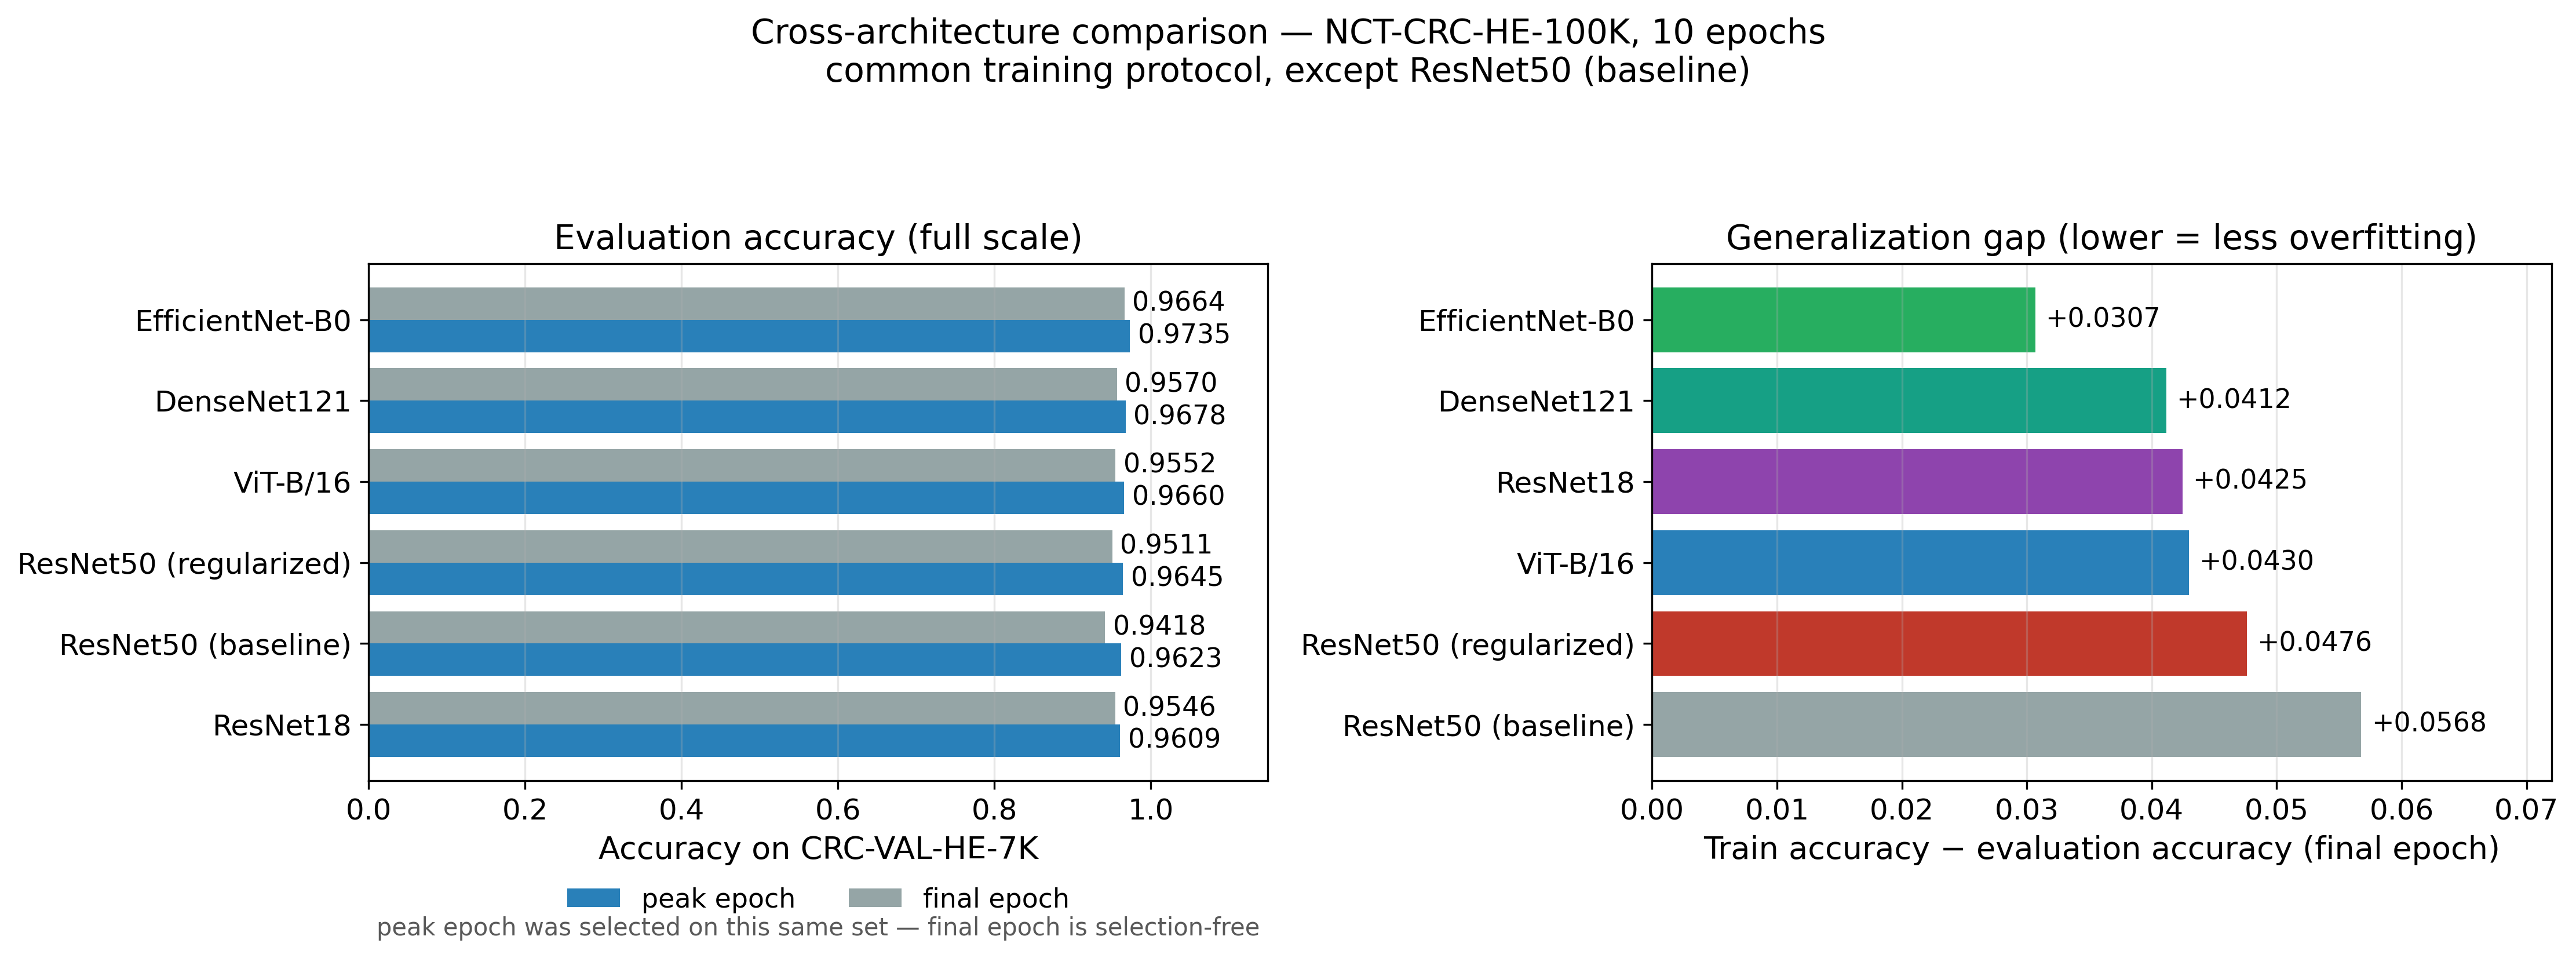 Cross-architecture comparison — NCT-CRC-HE-100K, 10 epochs
common training protocol, except ResNet50 (baseline)
Evaluation accuracy (full scale)
EfficientNet-B0
0.9664
0.9735
DenseNet121
0.9570
0.9678
ViT-B/16
0.9552
0.9660
ResNet50 (regularized)
0.9511
0.9645
ResNet50 (baseline)
0.9418
0.9623
ResNet18
0.9546
0.9609
0.0 0.2 0.4 0.6 0.8 1.0
Accuracy on CRC-VAL-HE-7K
peak epoch final epoch
peak epoch was selected on this same set — final epoch is selection-free
Generalization gap (lower = less overfitting)
EfficientNet-B0 +0.0307
DenseNet121 +0.0412
ResNet18 +0.0425
ViT-B/16 +0.0430
ResNet50 (regularized) +0.0476
ResNet50 (baseline) +0.0568
0.00 0.01 0.02 0.03 0.04 0.05 0.06 0.07
Train accuracy − evaluation accuracy (final epoch)